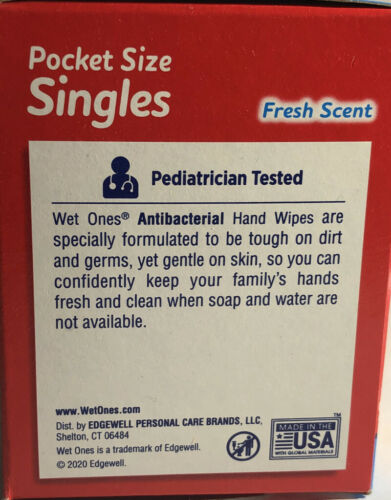 Pocket Size
Singles
Fresh Scent
Pediatrician Tested
Wet Ones® Antibacterial Hand Wipes are
specially formulated to be tough on dirt
and germs, yet gentle on skin, so you can
confidently keep your family's hands
fresh and clean when soap and water are
not available.
www.WetOnes.com
Dist. by EDGEWELL PERSONAL CARE BRANDS, LLC,
Shelton, CT 06484
Wet Ones is a trademark of Edgewell.
© 2020 Edgewell.
™
MADE IN THE
USA
WITH GLOBAL MATERIALS